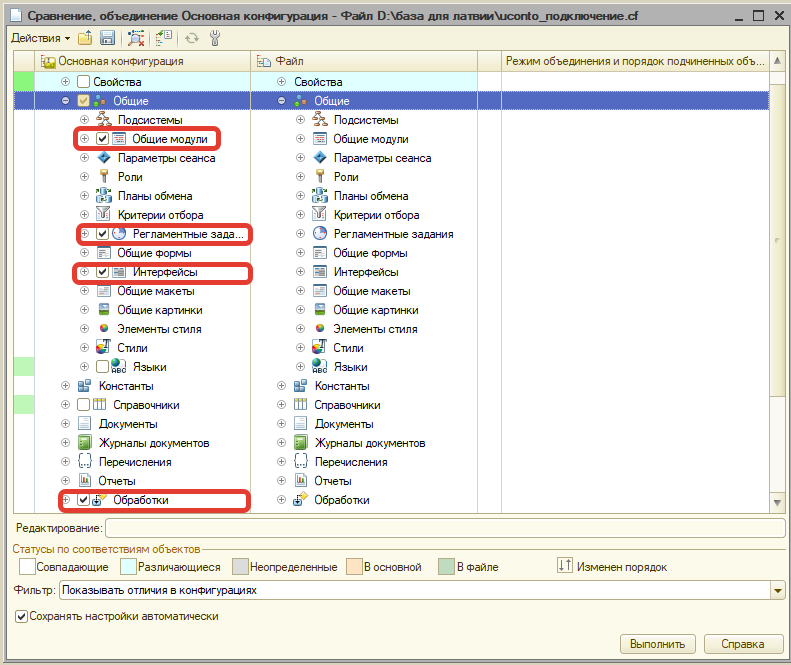 Сравнение, объединение Основная конфигурация - Файл D:\база для латвии\uconto_подключение.cf
Действия
Основная конфигурация Файл Режим объединения и порядок подчиненных объ...
Свойства Свойства
Общие Общие
Подсистемы Подсистемы
Общие модули Общие модули
Параметры сеанса Параметры сеанса
Роли Роли
Планы обмена Планы обмена
Критерии отбора Критерии отбора
Регламентные зада... Регламентные задания
Общие формы Общие формы
Интерфейсы Интерфейсы
Общие макеты Общие макеты
Общие картинки Общие картинки
Элементы стиля Элементы стиля
Стили Стили
Языки Языки
Константы Константы
Справочники Справочники
Документы Документы
Журналы документов Журналы документов
Перечисления Перечисления
Отчеты Отчеты
Обработки Обработки
Редактирование:
Статусы по соответствиям объектов
Совпадающие Различающиеся Неопределенные В основной В файле Изменен порядок
Фильтр: Показывать отличия в конфигурациях
Сохранять настройки автоматически
Выполнить Справка